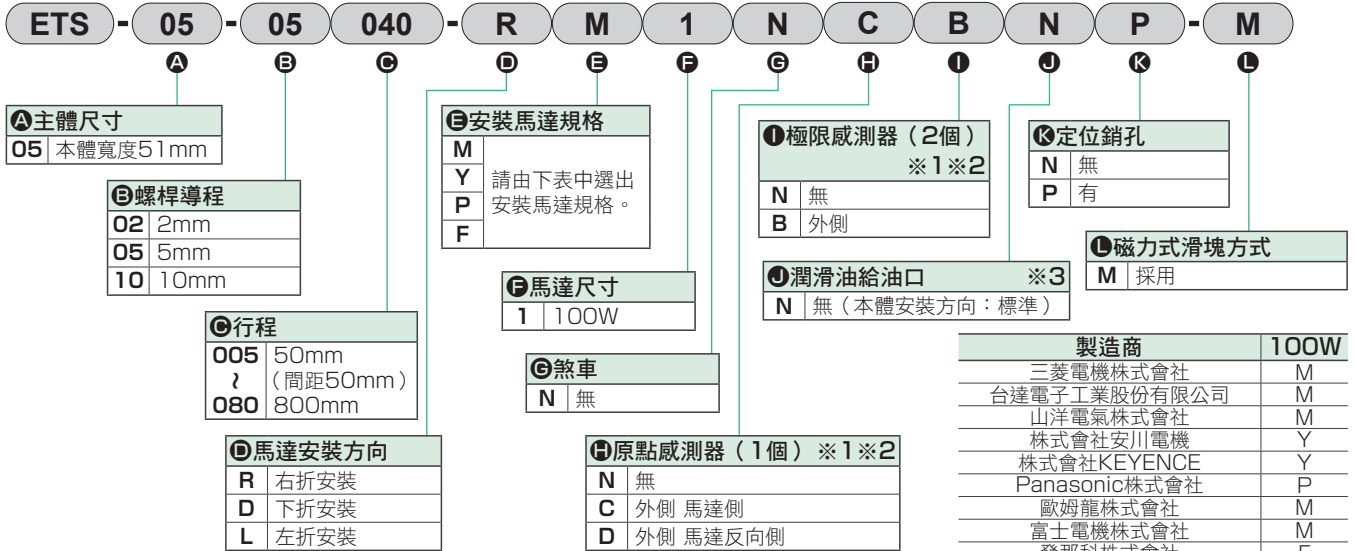 ETS - 05 - 05 040 - R M 1 N C B N P - M
A B C D E F G H I J K L
A主體尺寸
05 本體寬度51mm
B螺桿導程
02 2mm
05 5mm
10 10mm
C行程
005 50mm
~ (間距50mm)
080 800mm
D馬達安裝方向
R 右折安裝
D 下折安裝
L 左折安裝
E安裝馬達規格
M
Y 請由下表中選出
P 安裝馬達規格。
F
F馬達尺寸
1 100W
G煞車
N 無
H原點感測器(1個) ※1※2
N 無
C 外側 馬達側
D 外側 馬達反向側
I極限感測器(2個)
※1※2
N 無
B 外側
J潤滑油給油口 ※3
N 無(本體安裝方向:標準)
K定位銷孔
N 無
P 有
L磁力式滑塊方式
M 採用
製造商 100W
三菱電機株式會社 M
台達電子工業股份有限公司 M
山洋電氣株式會社 M
株式會社安川電機 Y
株式會社KEYENCE Y
Panasonic株式會社 P
歐姆龍株式會社 M
富士電機株式會社 M
發那科株式會社 F